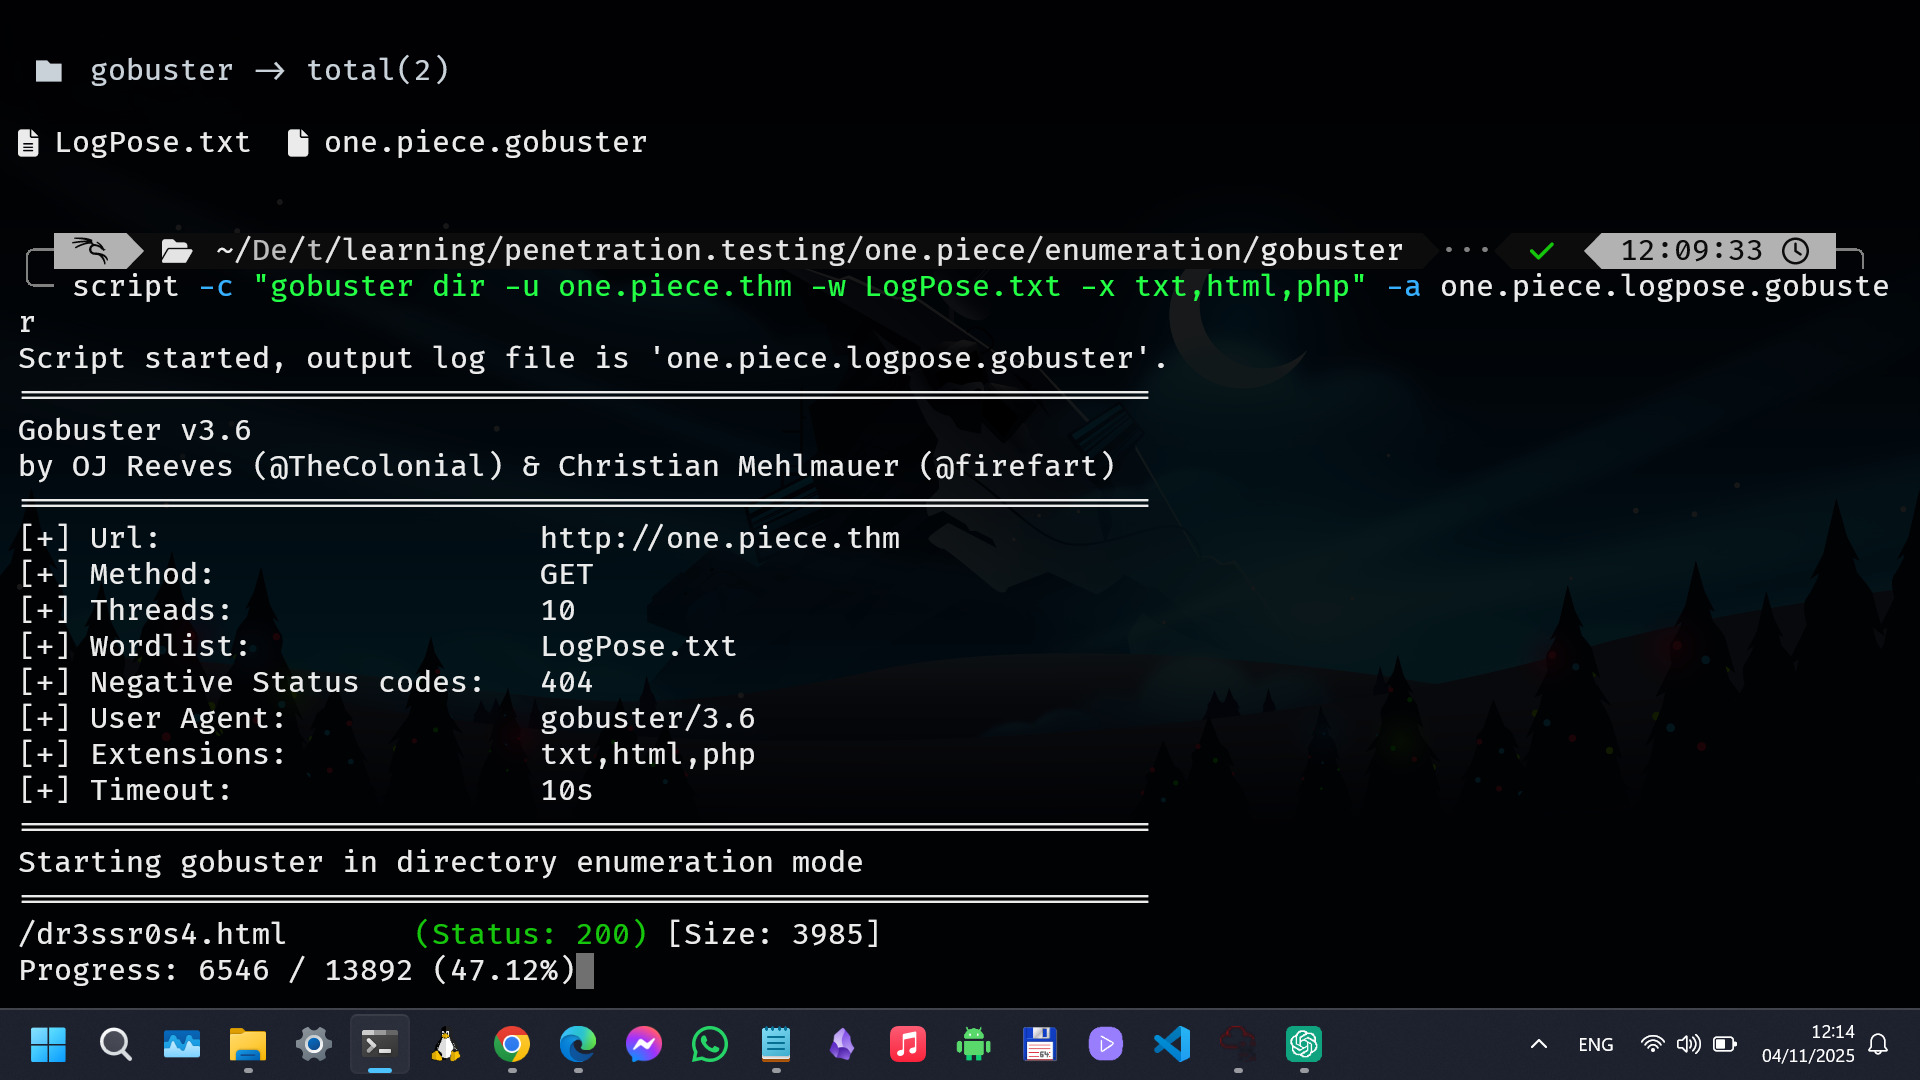 gobuster → total(2)
LogPose.txt one.piece.gobuster
~/De/t/learning/penetration.testing/one.piece/enumeration/gobuster ··· ✓ 12:09:33
script -c "gobuster dir -u one.piece.thm -w LogPose.txt -x txt,html,php" -a one.piece.logpose.gobuste
r
Script started, output log file is 'one.piece.logpose.gobuster'.
===============================================================
Gobuster v3.6
by OJ Reeves (@TheColonial) & Christian Mehlmauer (@firefart)
===============================================================
[+] Url: http://one.piece.thm
[+] Method: GET
[+] Threads: 10
[+] Wordlist: LogPose.txt
[+] Negative Status codes: 404
[+] User Agent: gobuster/3.6
[+] Extensions: txt,html,php
[+] Timeout: 10s
===============================================================
Starting gobuster in directory enumeration mode
===============================================================
/dr3ssr0s4.html (Status: 200) [Size: 3985]
Progress: 6546 / 13892 (47.12%)
ENG
12:14
04/11/2025